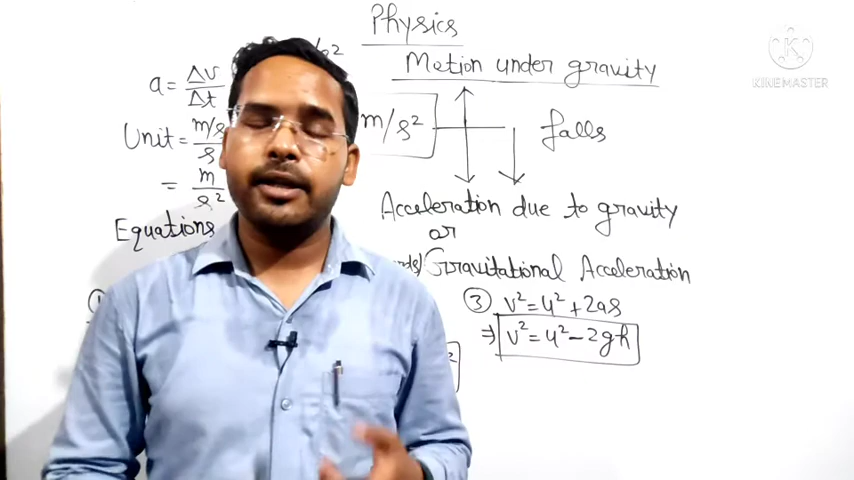 Physics
Motion under gravity
KINEMASTER
a = Δv/Δt
Unit = m/s/s
= m/s²
m/s²
falls
Acceleration due to gravity
or
Gravitational Acceleration
Equations
③ v² = u² + 2as
⇒ v² = u² – 2gh